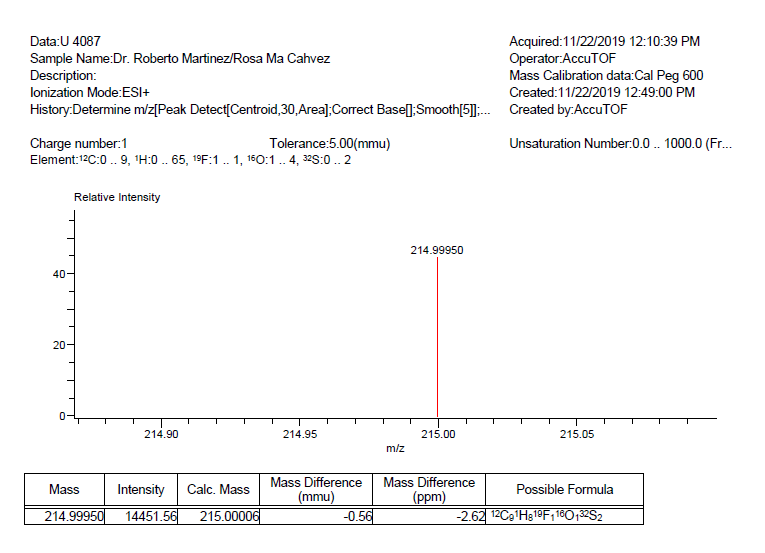 Data:U 4087
Acquired:11/22/2019 12:10:39 PM
Sample Name:Dr. Roberto Martinez/Rosa Ma Cahvez
Operator:AccuTOF
Description:
Mass Calibration data:Cal Peg 600
Ionization Mode:ESI+
Created:11/22/2019 12:49:00 PM
History:Determine m/z[Peak Detect[Centroid,30,Area];Correct Base[];Smooth[5]];...
Created by:AccuTOF
Charge number:1 Tolerance:5.00(mmu) Unsaturation Number:0.0 .. 1000.0 (Fr...
Element:¹²C:0 .. 9, ¹H:0 .. 65, ¹⁹F:1 .. 1, ¹⁶O:1 .. 4, ³²S:0 .. 2
Relative Intensity
214.99950
40
20
0
214.90 214.95 215.00 215.05
m/z
Mass Intensity Calc. Mass Mass Difference (mmu) Mass Difference (ppm) Possible Formula
214.99950 14451.56 215.00006 -0.56 -2.62 ¹²C₉¹H₈¹⁹F₁¹⁶O₁³²S₂